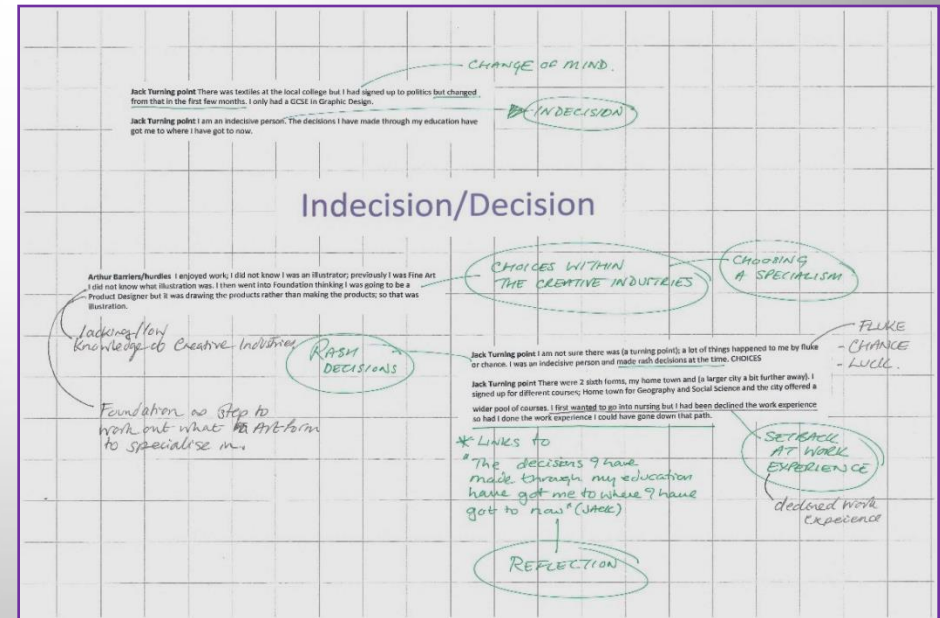 CHANGE OF MIND.
Jack Turning point There was textiles at the local college but I had signed up to politics but changed
from that in the first few months. I only had a GCSE in Graphic Design.
INDECISION
Jack Turning point I am an indecisive person. The decisions I have made through my education have
got me to where I have got to now.
Indecision/Decision
CHOICES WITHIN
THE CREATIVE INDUSTRIES
CHOOSING
A SPECIALISM
Arthur Barriers/hurdles I enjoyed work; I did not know I was an illustrator; previously I was Fine Art
I did not know what illustration was. I then went into Foundation thinking I was going to be a
Product Designer but it was drawing the products rather than making the products; so that was
illustration.
lacking/low
knowledge of Creative Industries
Foundation as step to
work out what Artform
to specialise in.
RASH
DECISIONS
FLUKE
- CHANCE
- LUCK.
Jack Turning point I am not sure there was (a turning point); a lot of things happened to me by fluke
or chance. I was an indecisive person and made rash decisions at the time. CHOICES
Jack Turning point There were 2 sixth forms, my home town and (a larger city a bit further away). I
signed up for different courses; Home town for Geography and Social Science and the city offered a
wider pool of courses. I first wanted to go into nursing but I had been declined the work experience
so had I done the work experience I could have gone down that path.
* LINKS to
"The decisions I have
made through my education
have got me to where I have
got to now" (JACK)
REFLECTION
SETBACK
AT WORK
EXPERIENCE
declined work
experience